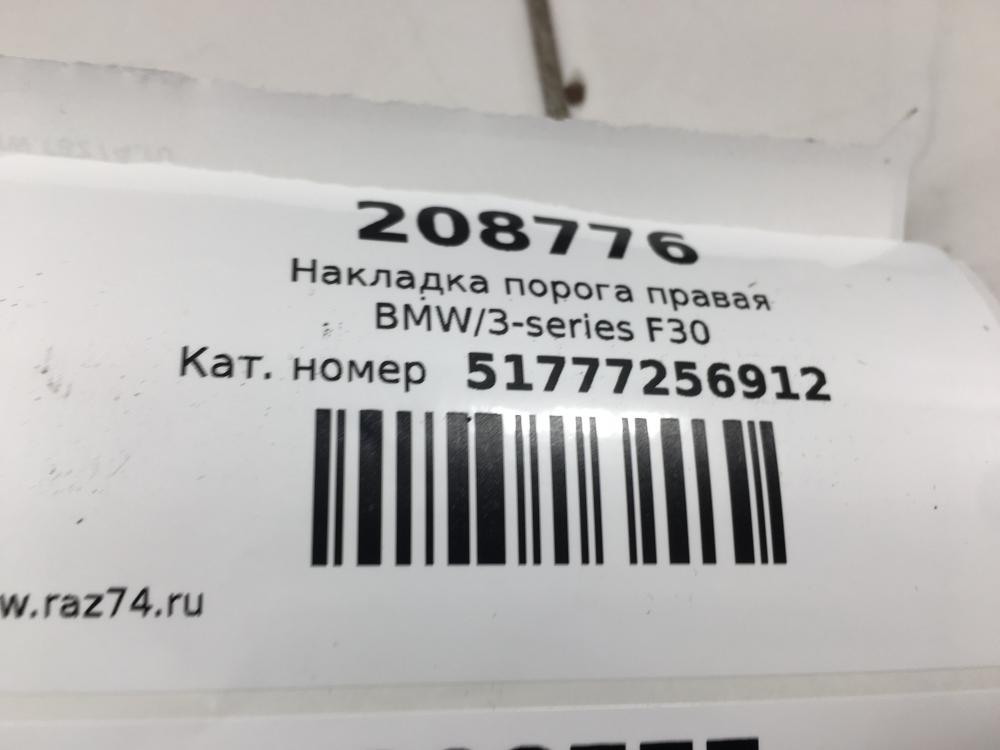 208776
Накладка порога правая
BMW/3-series F30
Кат. номер 51777256912
w.raz74.ru